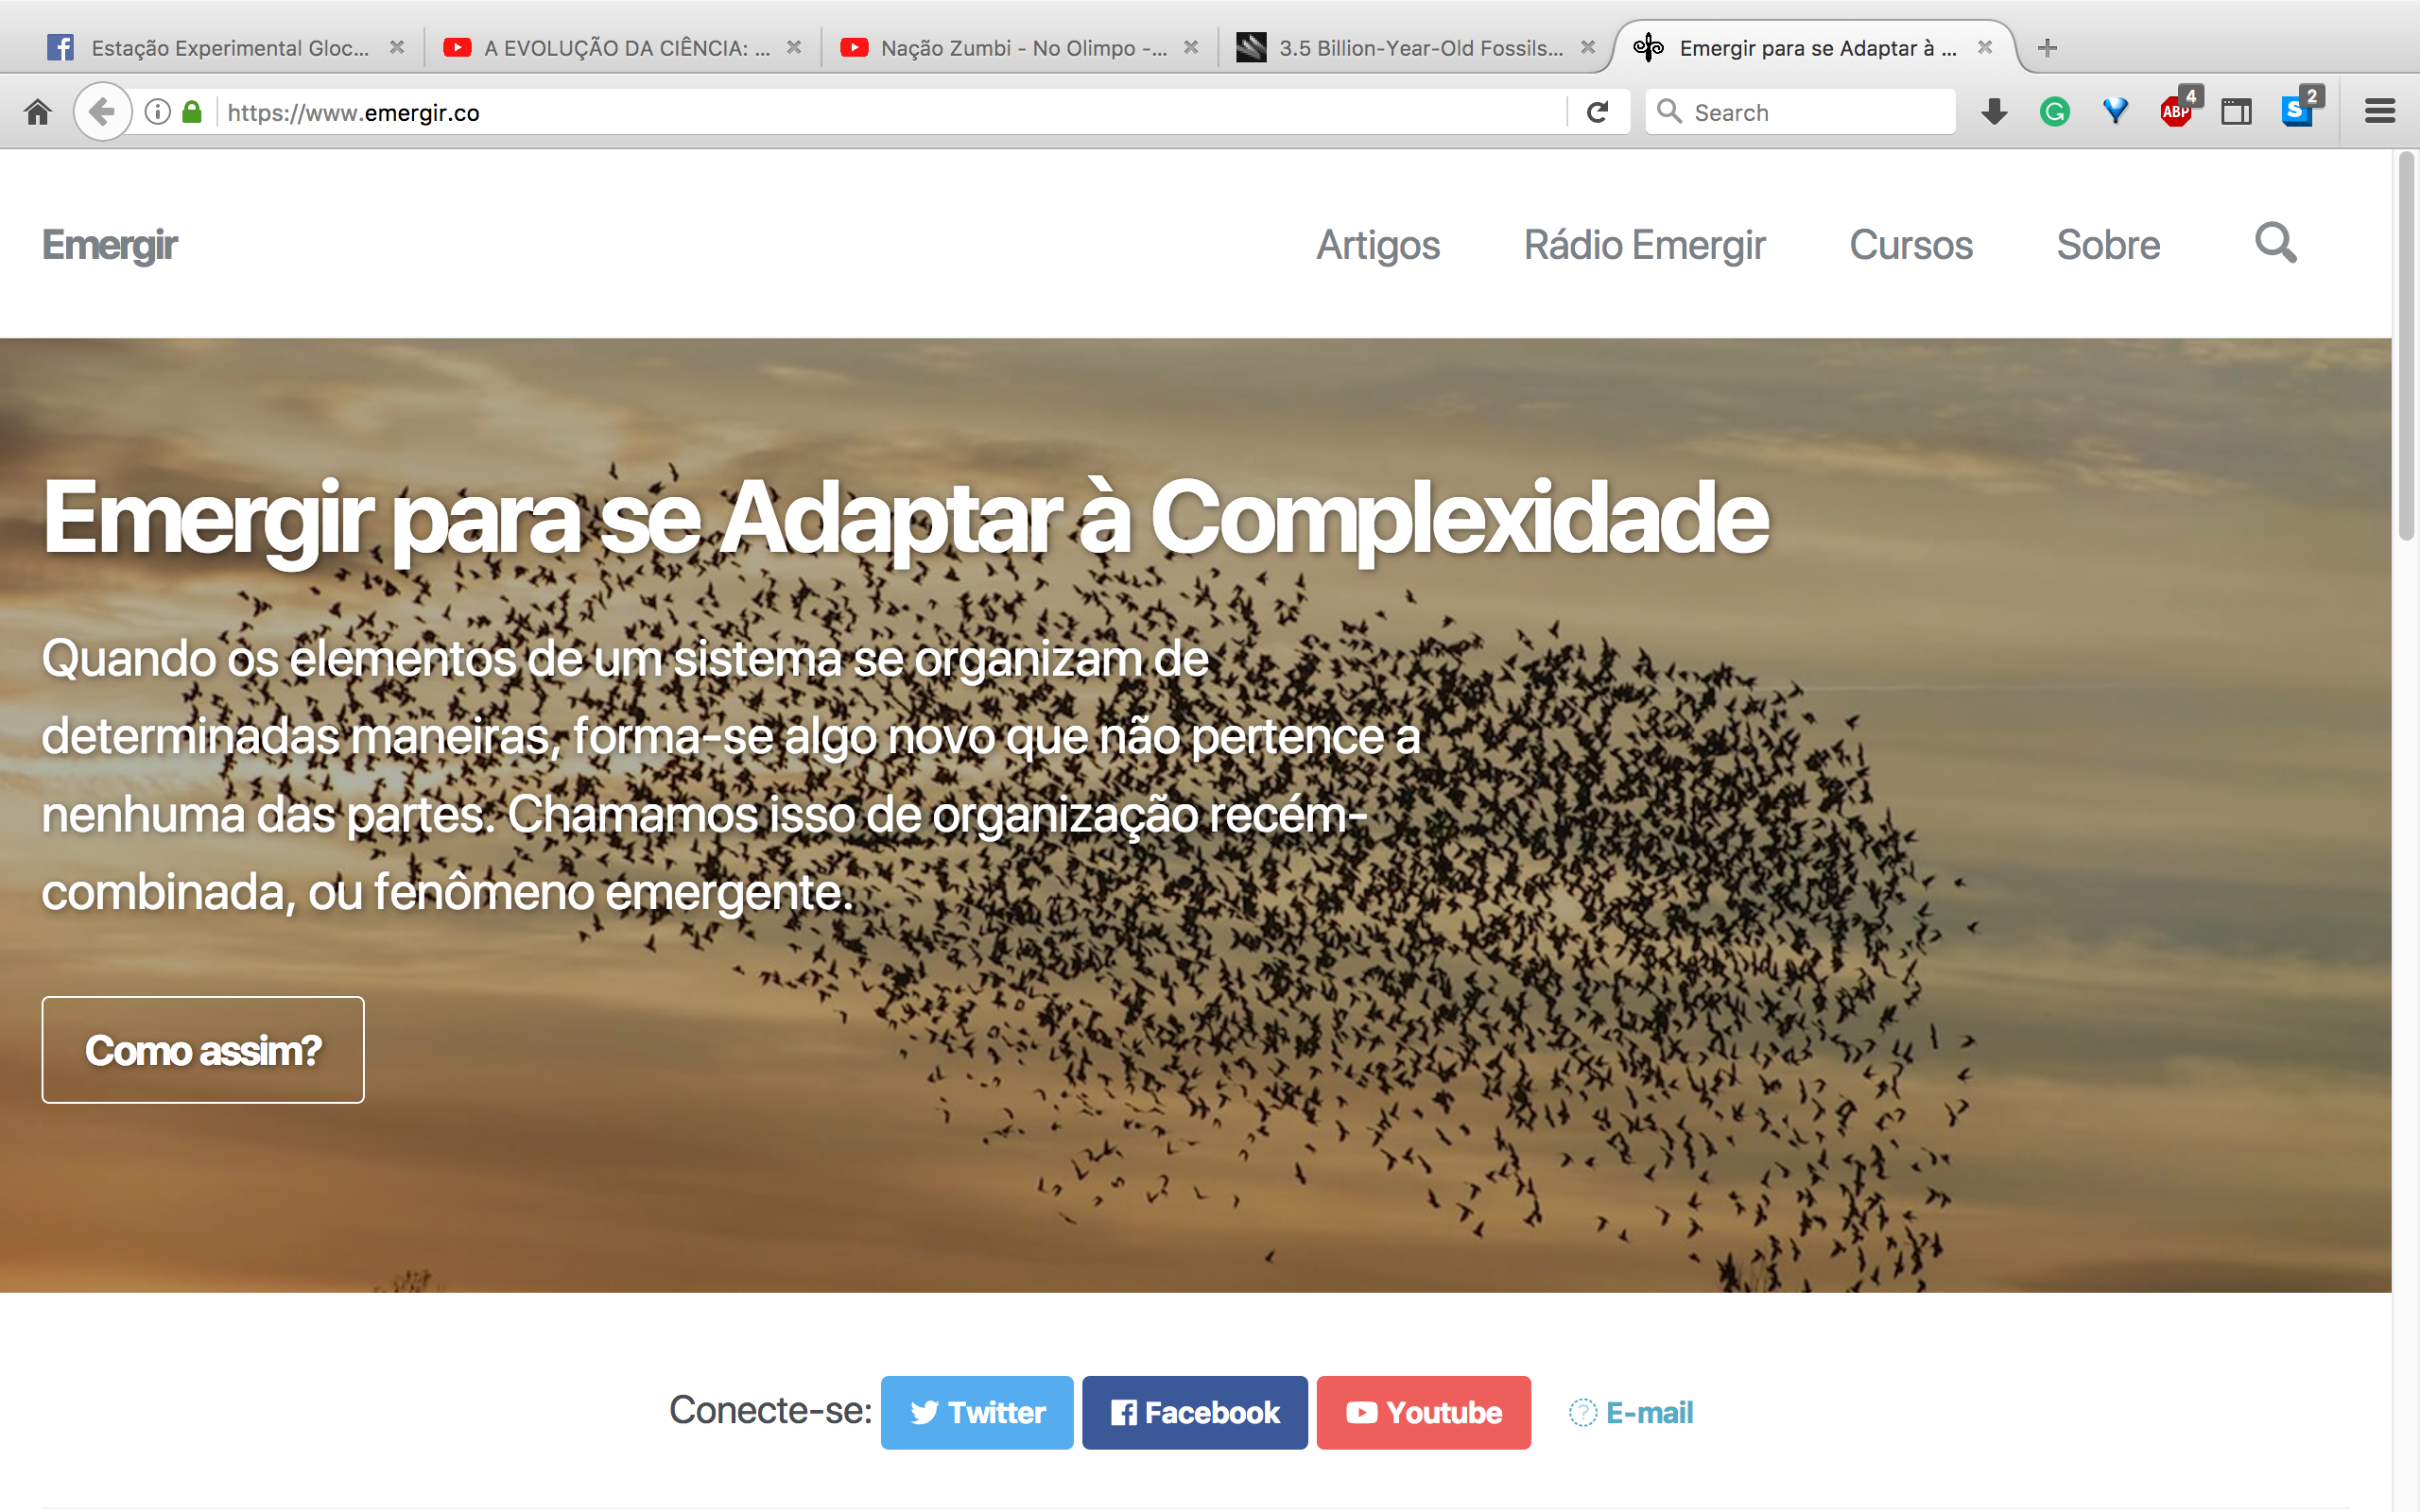 Estação Experimental Gloc...
A EVOLUÇÃO DA CIÊNCIA: ...
Nação Zumbi - No Olimpo -...
3.5 Billion-Year-Old Fossils...
Emergir para se Adaptar à ...
https://www.emergir.co
Search
ABP
4
S
2
Emergir
Artigos
Rádio Emergir
Cursos
Sobre
Emergir para se Adaptar à Complexidade
Quando os elementos de um sistema se organizam de
determinadas maneiras, forma-se algo novo que não pertence a
nenhuma das partes. Chamamos isso de organização recém-
combinada, ou fenômeno emergente.
Como assim?
Conecte-se:
Twitter
Facebook
Youtube
E-mail